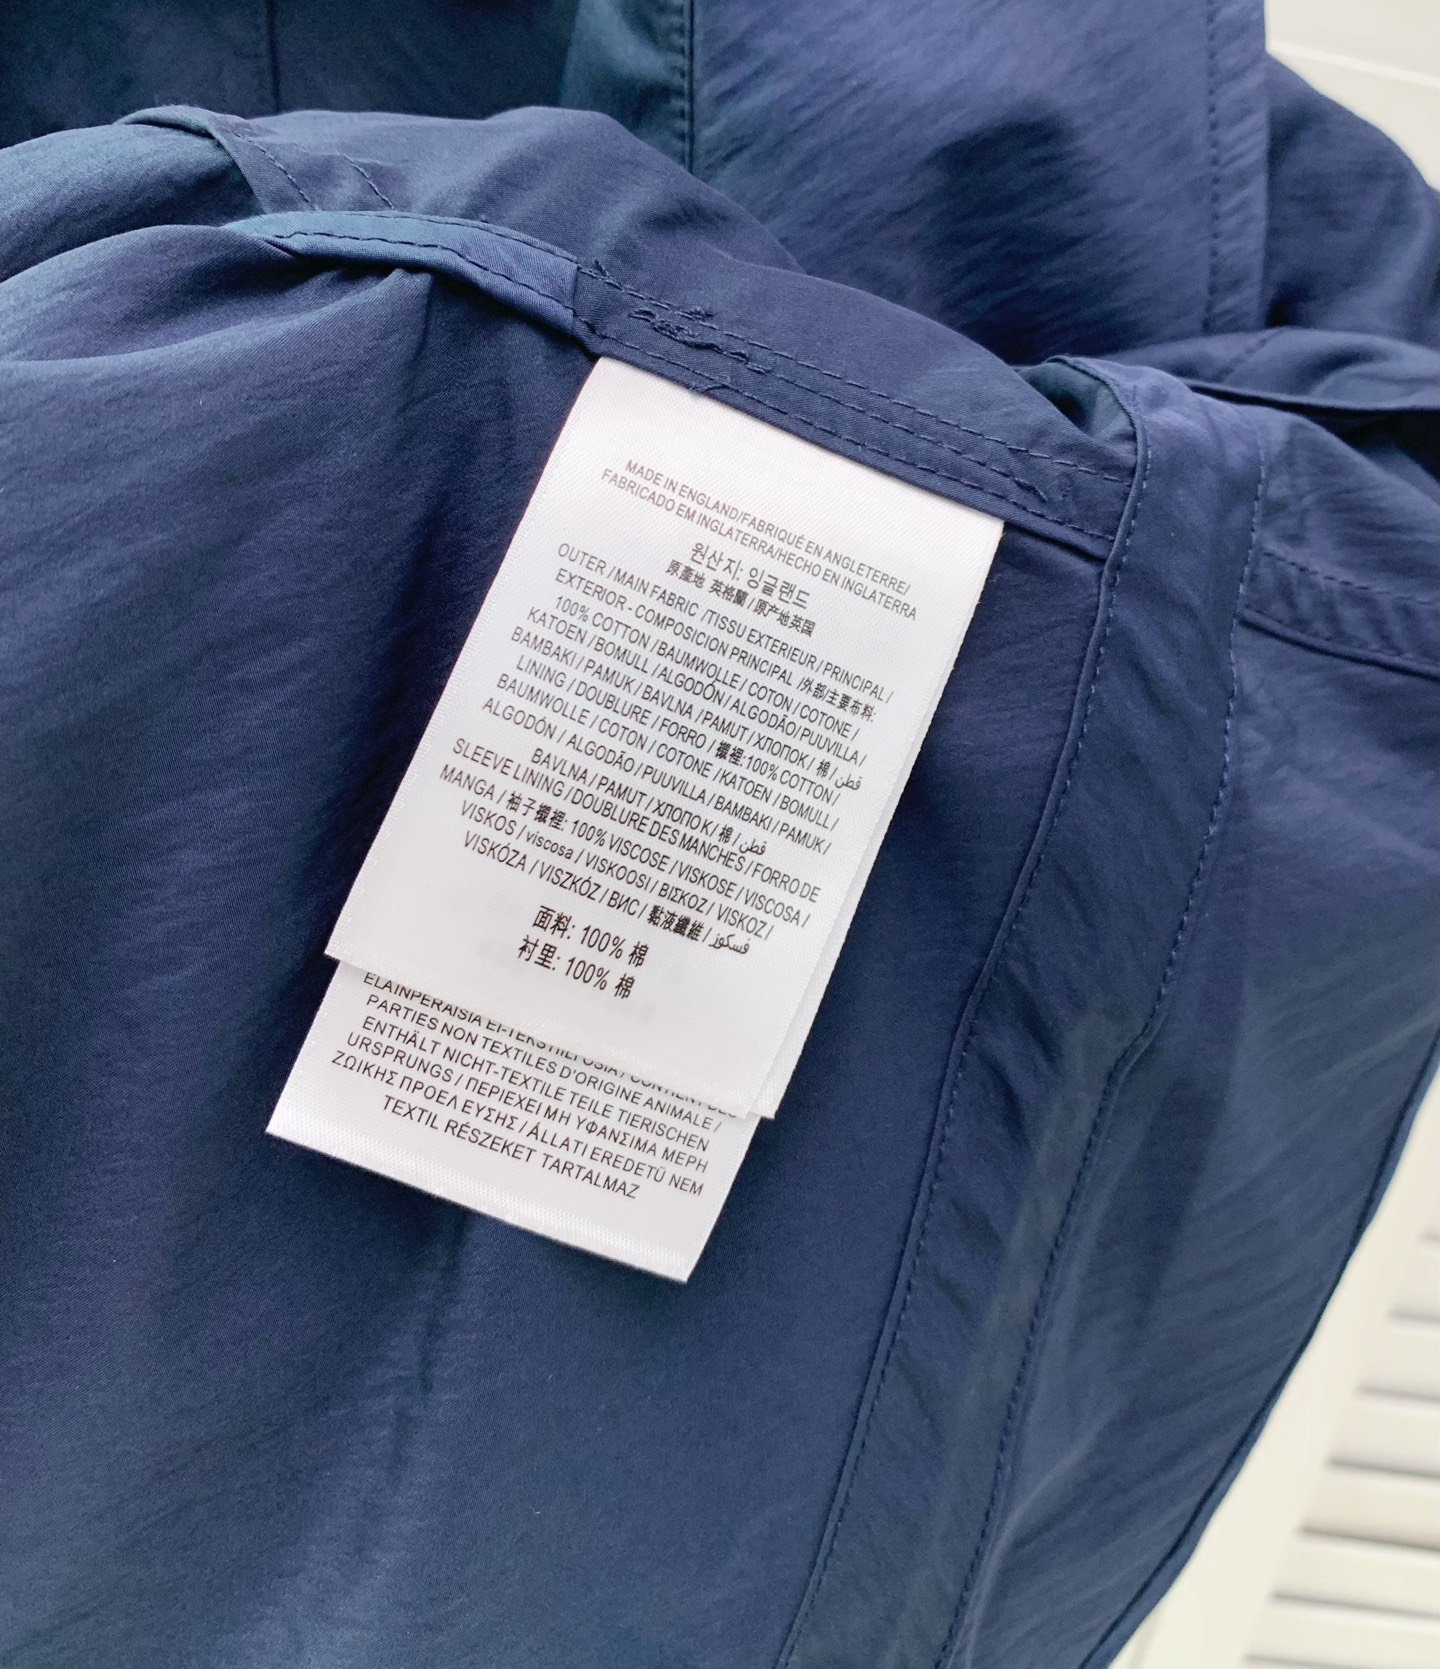 MADE IN ENGLAND/FABRIQUÉ EN ANGLETERRE/
FABRICADO EM INGLATERRA/HECHO EN INGLATERRA
원산지: 잉글랜드
原產地 英格蘭/原产地英国
OUTER/MAIN FABRIC/TISSU EXTERIEUR/PRINCIPAL/
EXTERIOR-COMPOSICION PRINCIPAL/外部/主要布料:
100% COTTON/BAUMWOLLE/COTON/COTONE/
KATOEN/BOMULL/ALGODÓN/ALGODÃO/PUUVILLA/
BAMBAKI/PAMUK/BAVLNA/PAMUT/ХЛОПОК/棉/قطن/
LINING/DOUBLURE/FORRO/襯裡:100% COTTON/
BAUMWOLLE/COTON/COTONE/KATOEN/BOMULL/
ALGODÓN/ALGODÃO/PUUVILLA/BAMBAKI/PAMUK/
BAVLNA/PAMUT/ХЛОПОК/棉/قطن
SLEEVE LINING/DOUBLURE DES MANCHES/FORRO DE
MANGA/袖子襯裡: 100% VISCOSE/VISKOSE/VISCOSA/
VISKOS/viscosa/VISKOOSI/ΒΙΣΚΟΖ/VISKOZ/
VISKÓZA/VISZKÓZ/ВИС/黏液纖維/فسكوز
面料: 100% 棉
衬里: 100% 棉
ELÄINPERÄISIÄ EI-TEKSTIILIOSIA/CONTIENT DES
PARTIES NON TEXTILES D'ORIGINE ANIMALE/
ENTHÄLT NICHT-TEXTILE TEILE TIERISCHEN
URSPRUNGS/ΠΕΡΙΕΧΕΙ ΜΗ ΥΦΑΝΣΙΜΑ ΜΕΡΗ
ΖΩΙΚΗΣ ΠΡΟΕΛΕΥΣΗΣ/ÁLLATI EREDETŰ NEM
TEXTIL RÉSZEKET TARTALMAZ